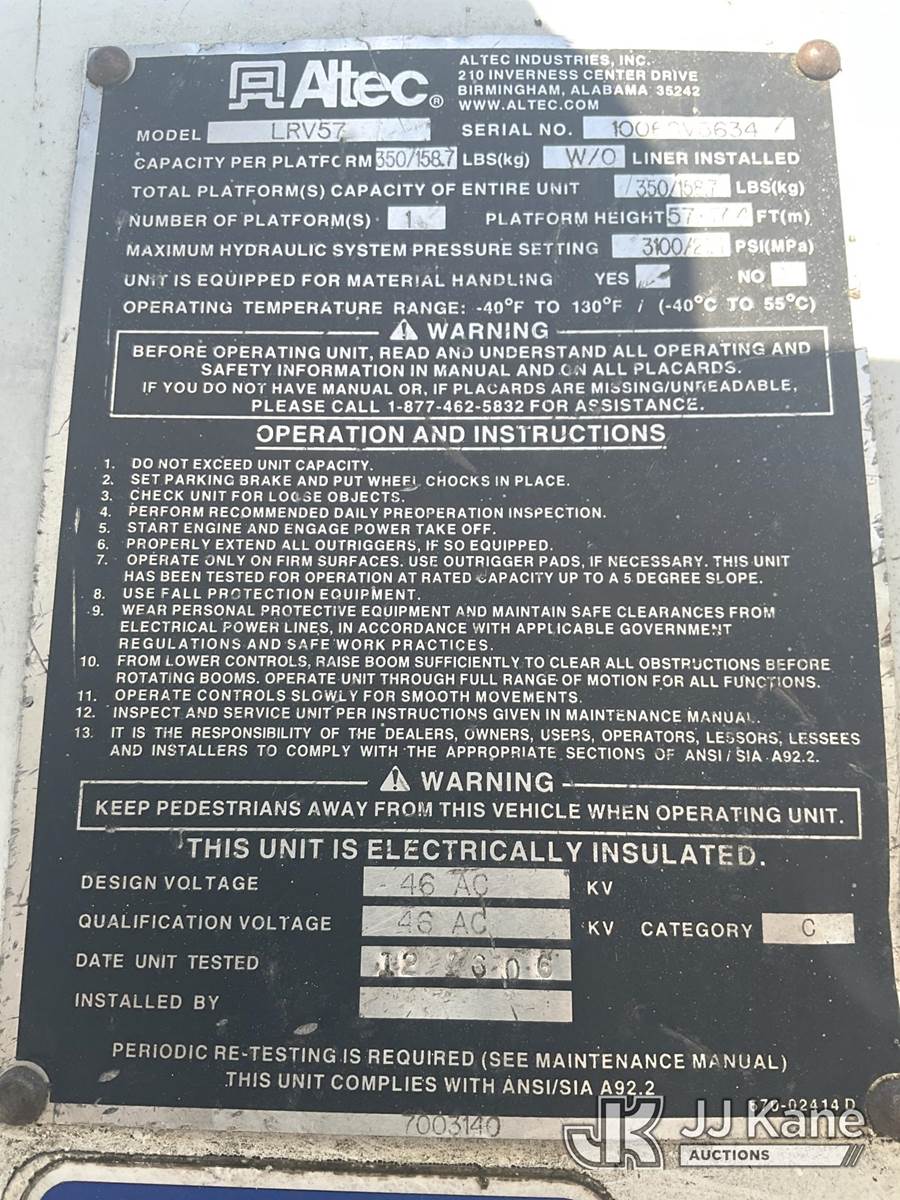 Altec®
ALTEC INDUSTRIES, INC.
210 INVERNESS CENTER DRIVE
BIRMINGHAM, ALABAMA 35242
WWW.ALTEC.COM
MODEL LRV57 SERIAL NO.
CAPACITY PER PLATFORM 350/158.7 LBS(kg) W/O LINER INSTALLED
TOTAL PLATFORM(S) CAPACITY OF ENTIRE UNIT 350/158.7 LBS(kg)
NUMBER OF PLATFORM(S) 1 PLATFORM HEIGHT 57 FT(m)
MAXIMUM HYDRAULIC SYSTEM PRESSURE SETTING 3100/ PSI(MPa)
UNIT IS EQUIPPED FOR MATERIAL HANDLING YES NO
OPERATING TEMPERATURE RANGE: -40°F TO 130°F / (-40°C TO 55°C)
WARNING
BEFORE OPERATING UNIT, READ AND UNDERSTAND ALL OPERATING AND
SAFETY INFORMATION IN MANUAL AND ON ALL PLACARDS.
IF YOU DO NOT HAVE MANUAL OR, IF PLACARDS ARE MISSING/UNREADABLE,
PLEASE CALL 1-877-462-5832 FOR ASSISTANCE.
OPERATION AND INSTRUCTIONS
1. DO NOT EXCEED UNIT CAPACITY.
2. SET PARKING BRAKE AND PUT WHEEL CHOCKS IN PLACE.
3. CHECK UNIT FOR LOOSE OBJECTS.
4. PERFORM RECOMMENDED DAILY PREOPERATION INSPECTION.
5. START ENGINE AND ENGAGE POWER TAKE OFF.
6. PROPERLY EXTEND ALL OUTRIGGERS, IF SO EQUIPPED.
7. OPERATE ONLY ON FIRM SURFACES. USE OUTRIGGER PADS, IF NECESSARY. THIS UNIT
HAS BEEN TESTED FOR OPERATION AT RATED CAPACITY UP TO A 5 DEGREE SLOPE.
8. USE FALL PROTECTION EQUIPMENT.
9. WEAR PERSONAL PROTECTIVE EQUIPMENT AND MAINTAIN SAFE CLEARANCES FROM
ELECTRICAL POWER LINES, IN ACCORDANCE WITH APPLICABLE GOVERNMENT
REGULATIONS AND SAFE WORK PRACTICES.
10. FROM LOWER CONTROLS, RAISE BOOM SUFFICIENTLY TO CLEAR ALL OBSTRUCTIONS BEFORE
ROTATING BOOMS. OPERATE UNIT THROUGH FULL RANGE OF MOTION FOR ALL FUNCTIONS.
11. OPERATE CONTROLS SLOWLY FOR SMOOTH MOVEMENTS.
12. INSPECT AND SERVICE UNIT PER INSTRUCTIONS GIVEN IN MAINTENANCE MANUAL.
13. IT IS THE RESPONSIBILITY OF THE DEALERS, OWNERS, USERS, OPERATORS, LESSORS, LESSEES
AND INSTALLERS TO COMPLY WITH THE APPROPRIATE SECTIONS OF ANSI/SIA A92.2.
WARNING
KEEP PEDESTRIANS AWAY FROM THIS VEHICLE WHEN OPERATING UNIT.
THIS UNIT IS ELECTRICALLY INSULATED.
DESIGN VOLTAGE 46 AC KV
QUALIFICATION VOLTAGE 46 AC KV CATEGORY C
DATE UNIT TESTED
INSTALLED BY
PERIODIC RE-TESTING IS REQUIRED (SEE MAINTENANCE MANUAL)
THIS UNIT COMPLIES WITH ANSI/SIA A92.2
670-02414 D
7003140
JK JJ Kane
AUCTIONS